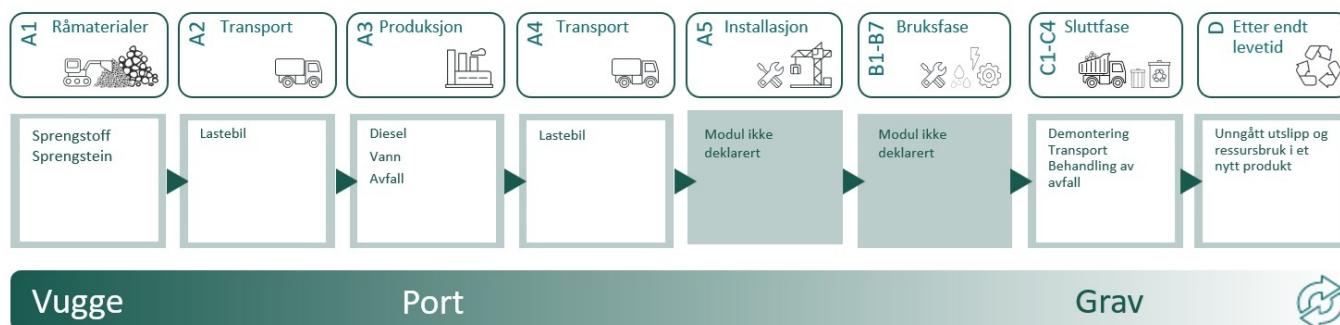 A1 Råmaterialer
A2 Transport
A3 Produksjon
A4 Transport
A5 Installasjon
B1-B7 Bruksfase
C1-C4 Sluttfase
D Etter endt
levetid
Sprengstoff
Sprengstein
Lastebil
Diesel
Vann
Avfall
Lastebil
Modul ikke
deklarert
Modul ikke
deklarert
Demontering
Transport
Behandling av
avfall
Unngått utslipp og
ressursbruk i et
nytt produkt
Vugge
Port
Grav